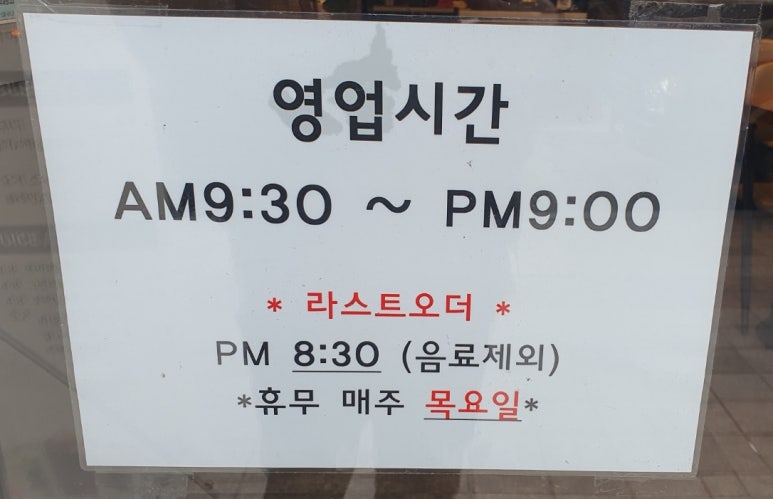 영업시간
AM9:30 ~ PM9:00
* 라스트오더 *
PM 8:30 (음료제외)
*휴무 매주 목요일*